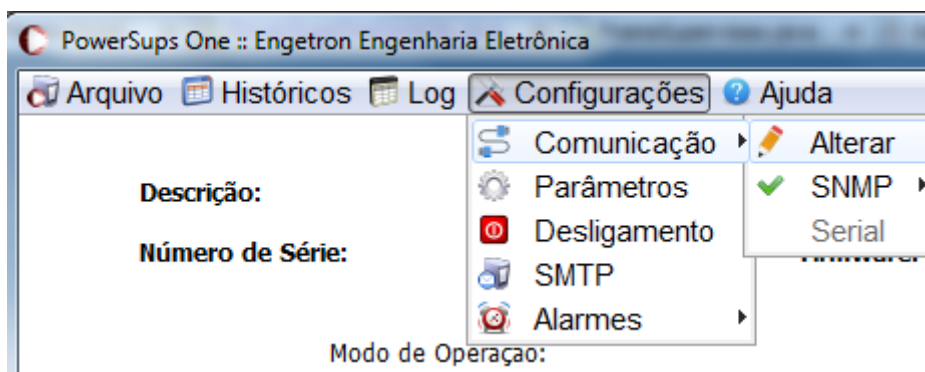 PowerSups One :: Engetron Engenharia Eletrônica
Arquivo Históricos Log Configurações Ajuda
Comunicação Alterar
Descrição: Parâmetros SNMP
Número de Série: Desligamento Serial
SMTP
Alarmes
Modo de Operação: